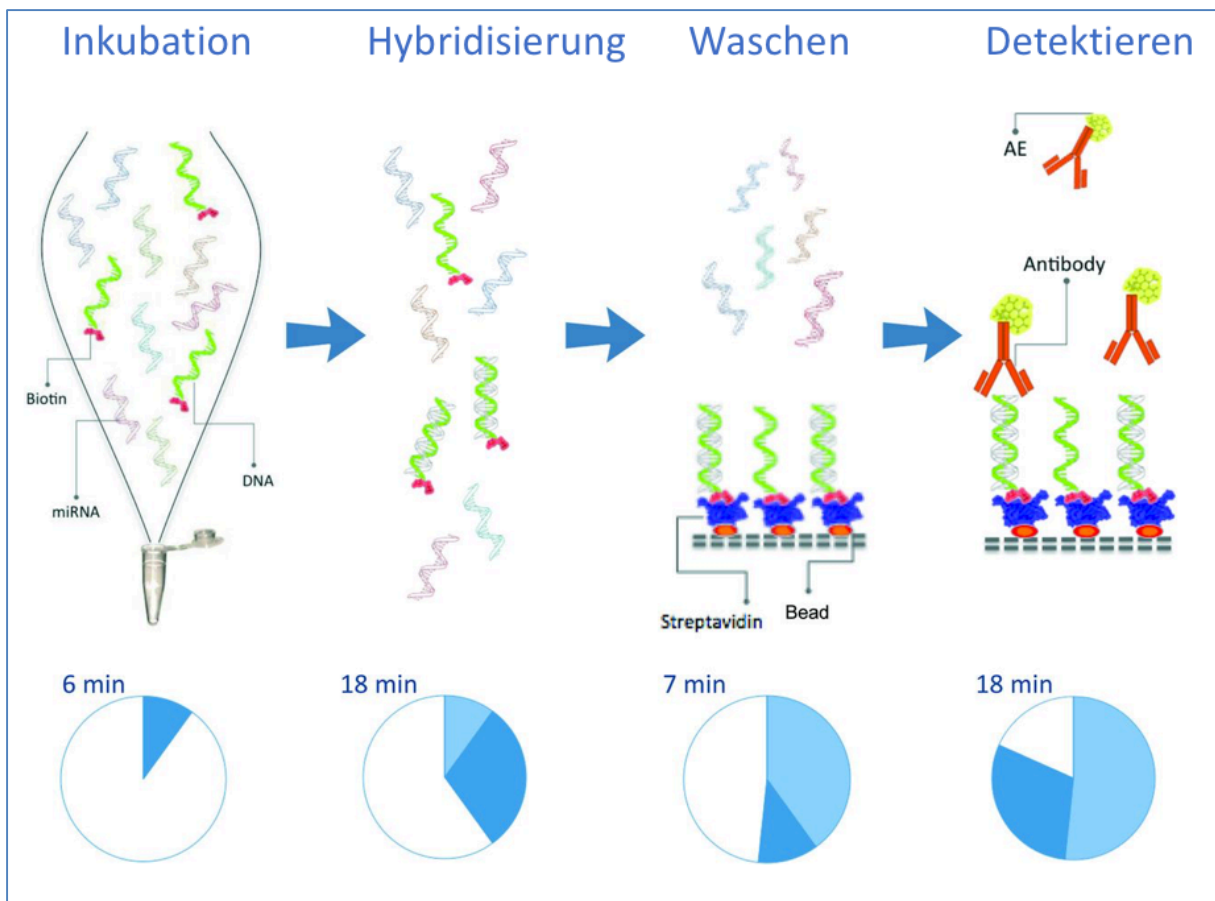 Inkubation
Hybridisierung
Waschen
Detektieren
AE
Antibody
Biotin
miRNA
DNA
Streptavidin
Bead
6 min
18 min
7 min
18 min